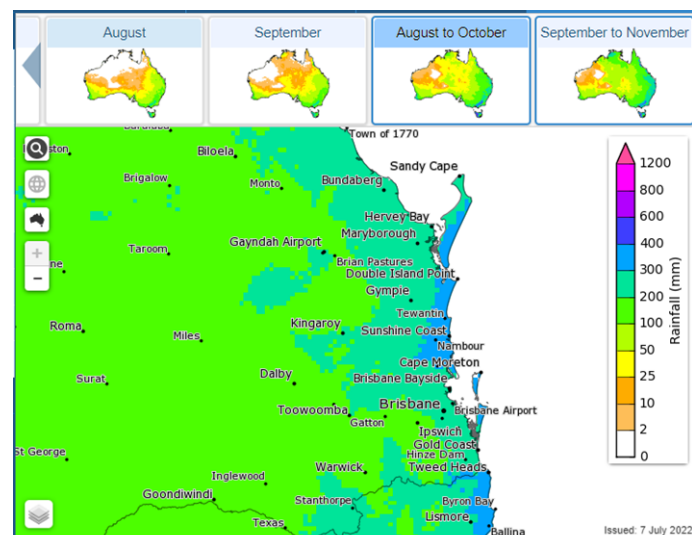 August
September
August to October
September to November
Town of 1770
Biloela
Sandy Cape
Brigalow
Monto
Bundaberg
Hervey Bay
Maryborough
Gayndah Airport
Taroom
Brian Pastures
Double Island Point
Gympie
Tewantin
Roma
Kingaroy
Sunshine Coast
Miles
Nambour
Cape Moreton
Surat
Dalby
Brisbane Bayside
Brisbane
Toowoomba
Brisbane Airport
Gatton
Ipswich
Gold Coast
St George
Hinze Dam
Warwick
Tweed Heads
Inglewood
Goondiwindi
Stanthorpe
Byron Bay
Lismore
Texas
Ballina
1200
800
600
400
300
200
100
50
25
10
2
0
Rainfall (mm)
Issued: 7 July 2022